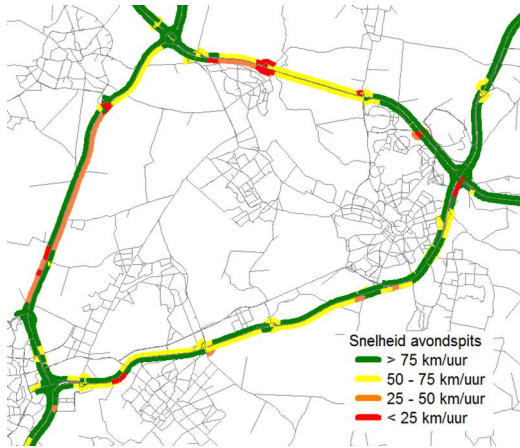 Snelheid avondspits
> 75 km/uur
50 - 75 km/uur
25 - 50 km/uur
< 25 km/uur